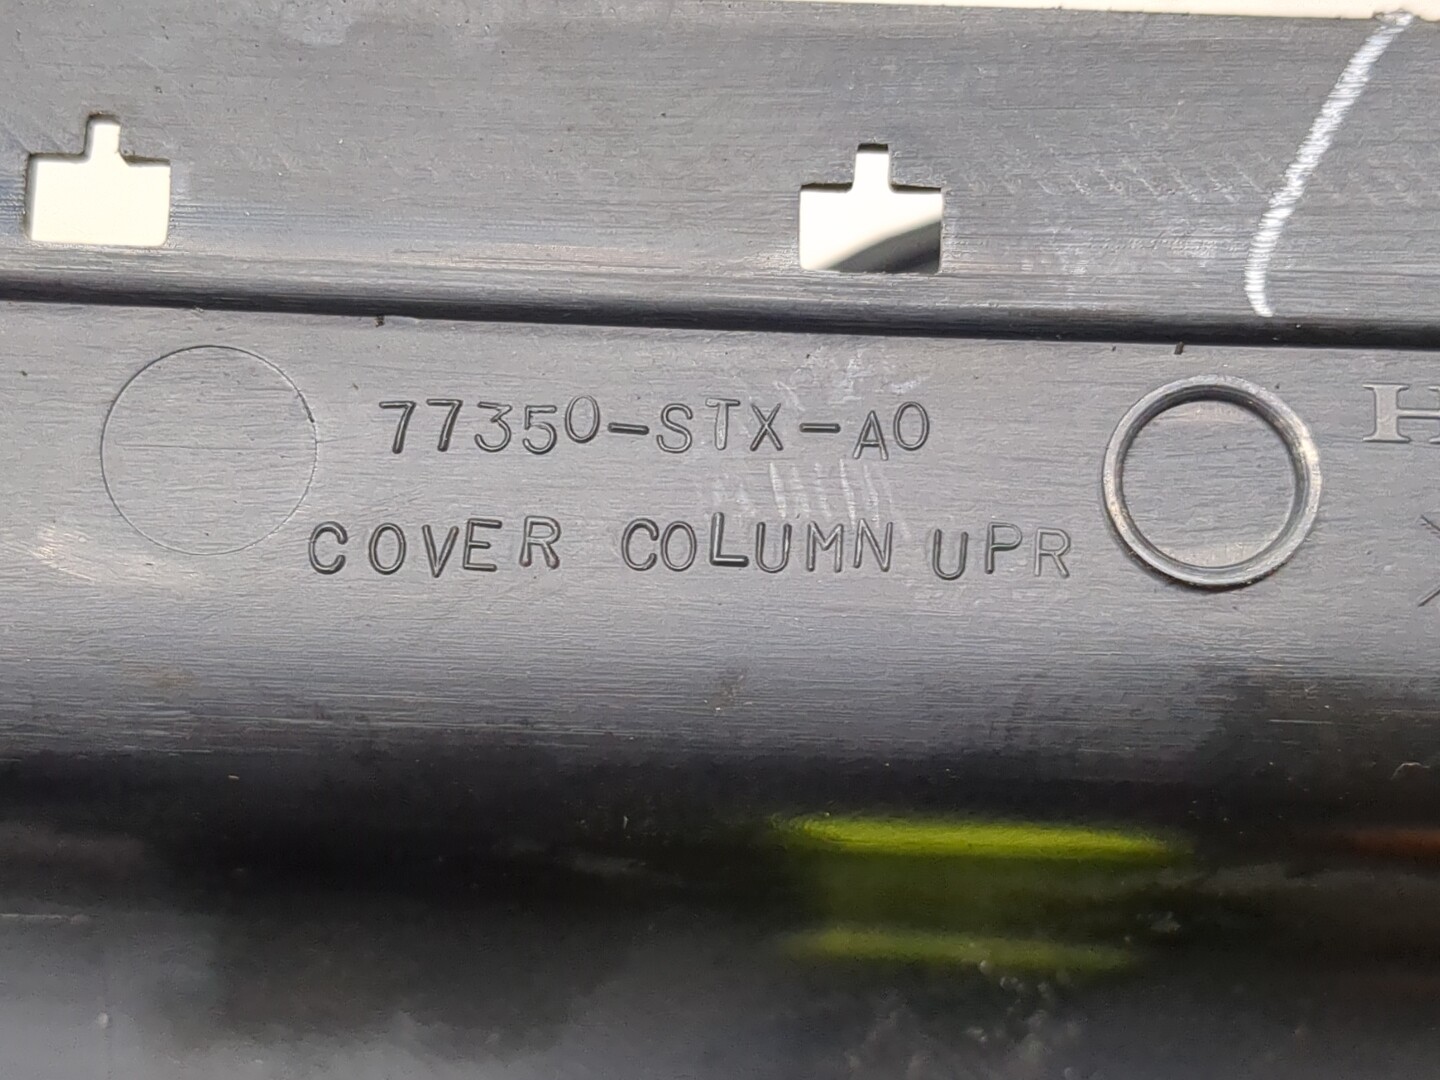 77350-STX-A0
COVER COLUMN UPR